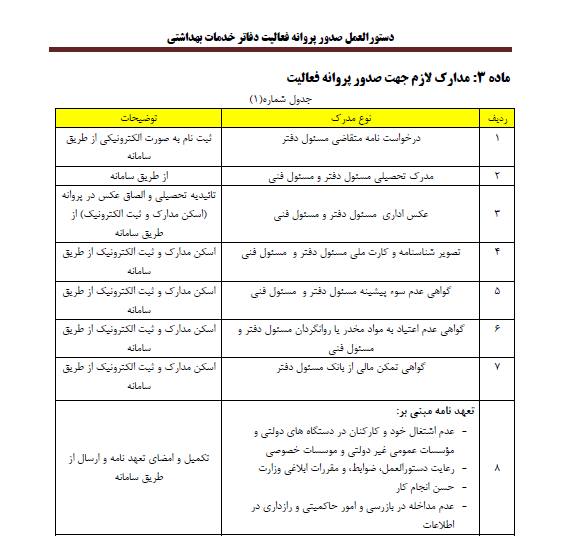 دستورالعمل صدور پروانه فعالیت دفاتر خدمات بهداشتی
ماده ۳: مدارک لازم جهت صدور پروانه فعالیت
جدول شماره(۱)
ردیف نوع مدرک توضیحات
۱ درخواست نامه متقاضی مسئول دفتر ثبت نام به صورت الکترونیکی از طریق
سامانه
۲ مدرک تحصیلی مسئول دفتر و مسئول فنی از طریق سامانه
۳ عکس اداری مسئول دفتر و مسئول فنی تائیدیه تحصیلی و الصاق عکس در پروانه
(اسکن مدارک و ثبت الکترونیک) از
طریق سامانه
۴ تصویر شناسنامه و کارت ملی مسئول دفتر و مسئول فنی اسکن مدارک و ثبت الکترونیک از طریق
سامانه
۵ گواهی عدم سوء پیشینه مسئول دفتر و مسئول فنی اسکن مدارک و ثبت الکترونیک از طریق
سامانه
۶ گواهی عدم اعتیاد به مواد مخدر یا روانگردان مسئول دفتر و اسکن مدارک و ثبت الکترونیک از طریق
مسئول فنی سامانه
۷ گواهی تمکن مالی از بانک مسئول دفتر اسکن مدارک و ثبت الکترونیک از طریق
سامانه
تعهد نامه مبنی بر:
- عدم اشتغال خود و کارکنان در دستگاه های دولتی و
مؤسسات عمومی غیر دولتی و موسسات خصوصی
- رعایت دستورالعمل، ضوابط، و مقررات ابلاغی وزارت
- حسن انجام کار
- عدم مداخله در بازرسی و امور حاکمیتی و رازداری در
اطلاعات
۸ تکمیل و امضای تعهد نامه و ارسال از
طریق سامانه